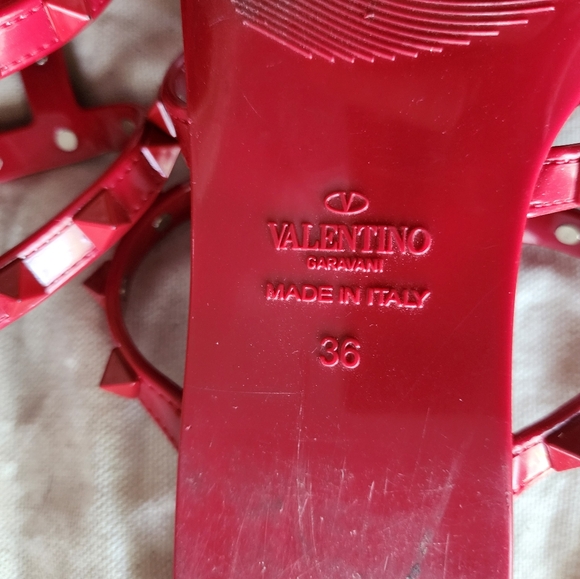 VALENTINO
GARAVANI
MADE IN ITALY
36